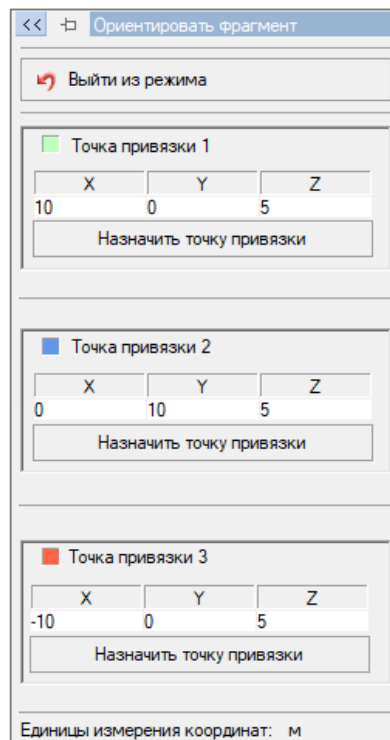 << Ориентировать фрагмент
Выйти из режима
Точка привязки 1
X Y Z
10 0 5
Назначить точку привязки
Точка привязки 2
X Y Z
0 10 5
Назначить точку привязки
Точка привязки 3
X Y Z
-10 0 5
Назначить точку привязки
Единицы измерения координат: м